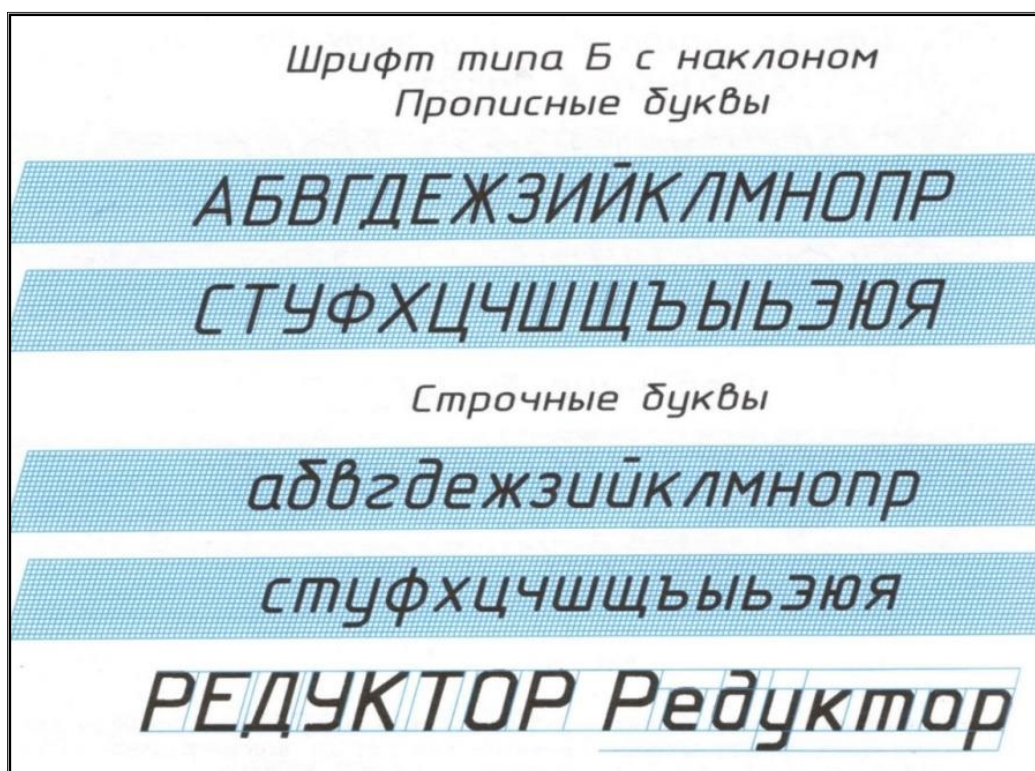 Шрифт типа Б с наклоном
Прописные буквы
АБВГДЕЖЗИЙКЛМНОПР
СТУФХЦЧШЩЪЫЬЭЮЯ
Строчные буквы
абвгдежзийклмнопр
стуфхцчшщъыьэюя
РЕДУКТОР Редуктор